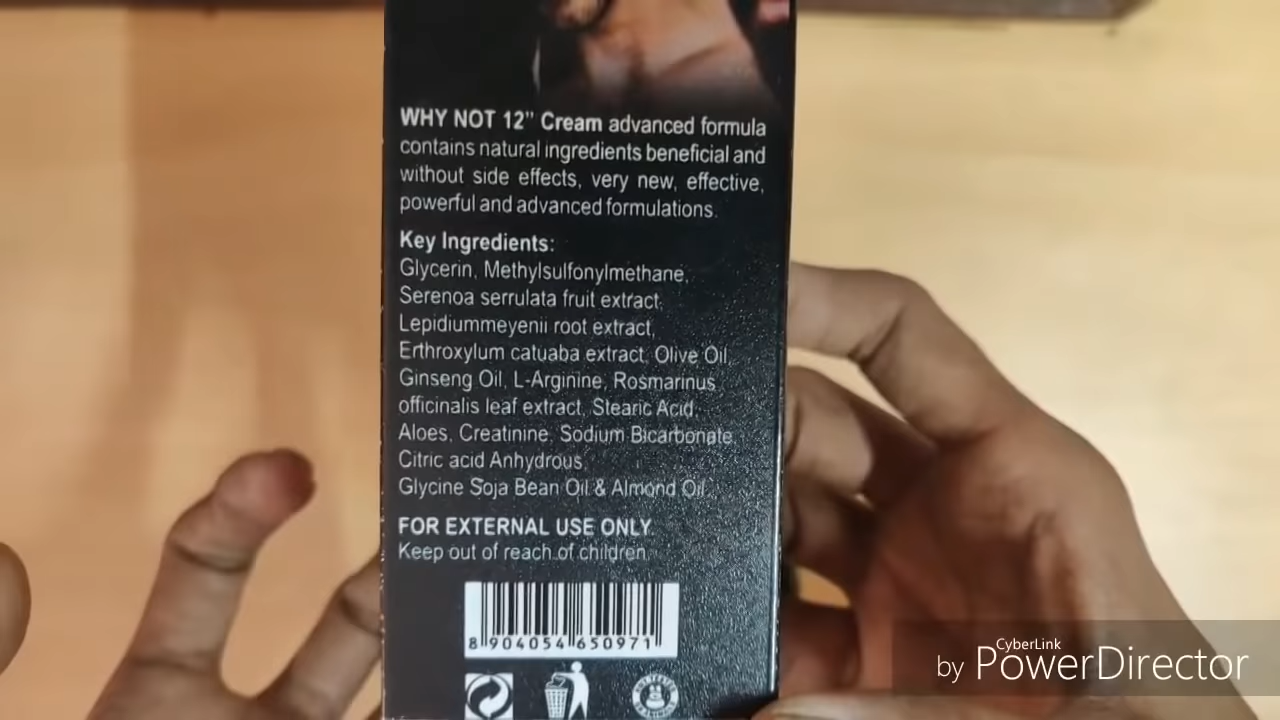 WHY NOT 12" Cream advanced formula
contains natural ingredients beneficial and
without side effects, very new, effective,
powerful and advanced formulations.
Key Ingredients:
Glycerin, Methylsulfonylmethane,
Serenoa serrulata fruit extract,
Lepidiummeyenii root extract,
Erthroxylum catuaba extract, Olive Oil,
Ginseng Oil, L-Arginine, Rosmarinus
officinalis leaf extract, Stearic Acid,
Aloes, Creatinine, Sodium Bicarbonate,
Citric acid Anhydrous,
Glycine Soja Bean Oil & Almond Oil.
FOR EXTERNAL USE ONLY
Keep out of reach of children.
8 904054 650971
CyberLink
by PowerDirector